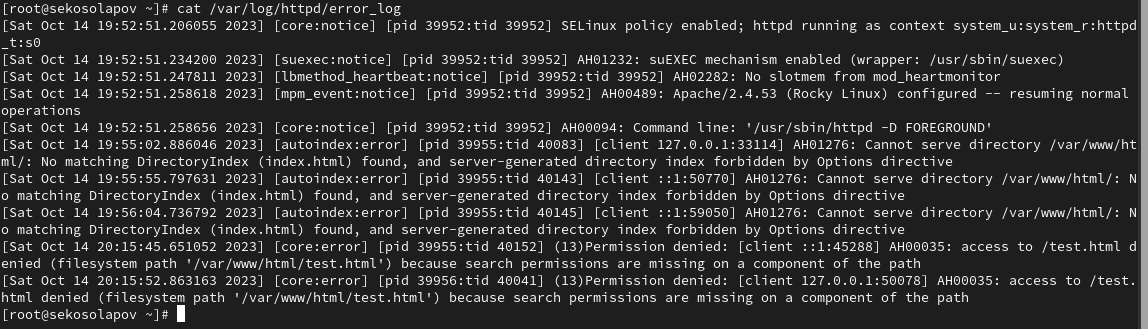 [root@sekosolapov ~]# cat /var/log/httpd/error_log
[Sat Oct 14 19:52:51.206055 2023] [core:notice] [pid 39952:tid 39952] SELinux policy enabled; httpd running as context system_u:system_r:httpd
_t:s0
[Sat Oct 14 19:52:51.234200 2023] [suexec:notice] [pid 39952:tid 39952] AH01232: suEXEC mechanism enabled (wrapper: /usr/sbin/suexec)
[Sat Oct 14 19:52:51.247811 2023] [lbmethod_heartbeat:notice] [pid 39952:tid 39952] AH02282: No slotmem from mod_heartmonitor
[Sat Oct 14 19:52:51.258618 2023] [mpm_event:notice] [pid 39952:tid 39952] AH00489: Apache/2.4.53 (Rocky Linux) configured -- resuming normal
operations
[Sat Oct 14 19:52:51.258656 2023] [core:notice] [pid 39952:tid 39952] AH00094: Command line: '/usr/sbin/httpd -D FOREGROUND'
[Sat Oct 14 19:55:02.886046 2023] [autoindex:error] [pid 39955:tid 40083] [client 127.0.0.1:33114] AH01276: Cannot serve directory /var/www/ht
ml/: No matching DirectoryIndex (index.html) found, and server-generated directory index forbidden by Options directive
[Sat Oct 14 19:55:55.797631 2023] [autoindex:error] [pid 39955:tid 40143] [client ::1:50770] AH01276: Cannot serve directory /var/www/html/: N
o matching DirectoryIndex (index.html) found, and server-generated directory index forbidden by Options directive
[Sat Oct 14 19:56:04.736792 2023] [autoindex:error] [pid 39955:tid 40145] [client ::1:59050] AH01276: Cannot serve directory /var/www/html/: N
o matching DirectoryIndex (index.html) found, and server-generated directory index forbidden by Options directive
[Sat Oct 14 20:15:45.651052 2023] [core:error] [pid 39955:tid 40152] (13)Permission denied: [client ::1:45288] AH00035: access to /test.html d
enied (filesystem path '/var/www/html/test.html') because search permissions are missing on a component of the path
[Sat Oct 14 20:15:52.863163 2023] [core:error] [pid 39956:tid 40041] (13)Permission denied: [client 127.0.0.1:50078] AH00035: access to /test.
html denied (filesystem path '/var/www/html/test.html') because search permissions are missing on a component of the path
[root@sekosolapov ~]#